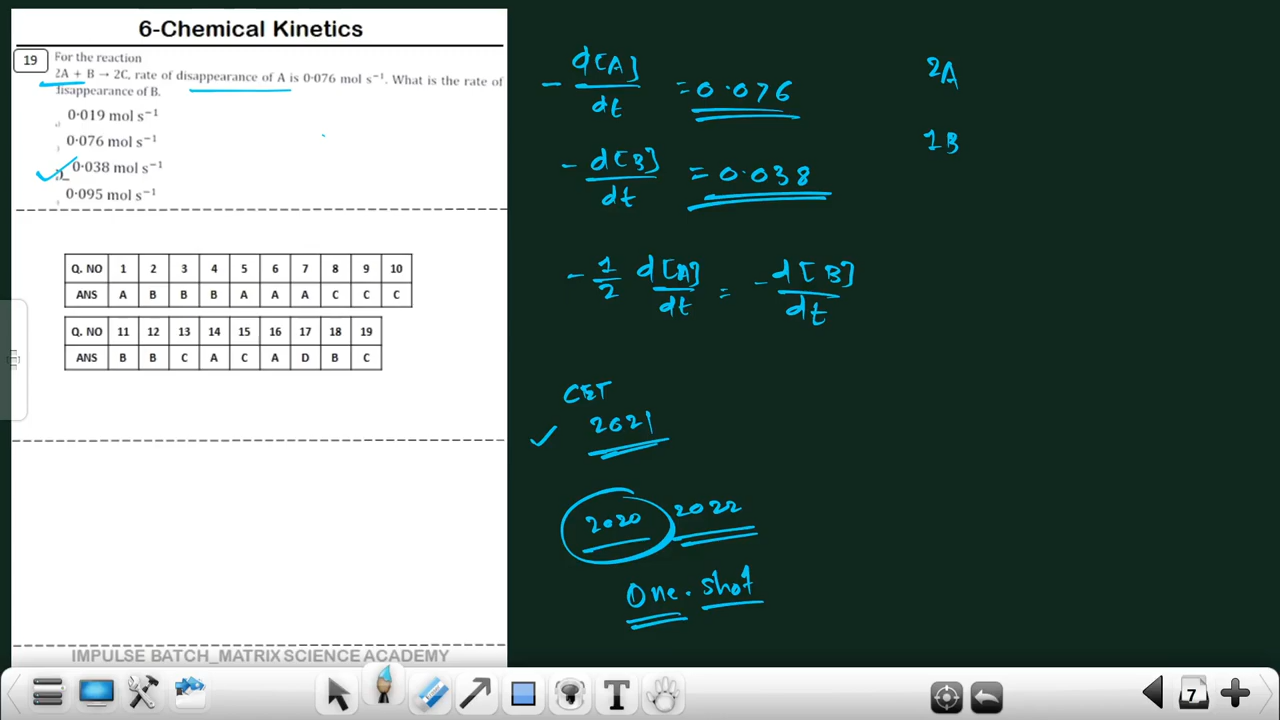 6-Chemical Kinetics
19
For the reaction
2A + B → 2C, rate of disappearance of A is 0·076 mol s⁻¹. What is the rate of
disappearance of B.
0·019 mol s⁻¹
0·076 mol s⁻¹
0·038 mol s⁻¹
0·095 mol s⁻¹
Q. NO 1 2 3 4 5 6 7 8 9 10
ANS A B B B A A A C C C
Q. NO 11 12 13 14 15 16 17 18 19
ANS B B C A C A D B C
IMPULSE BATCH_MATRIX SCIENCE ACADEMY
- d[A]/dt = 0.076
- d[B]/dt = 0.038
- 1/2 d[A]/dt = - d[B]/dt
2A
1B
CET
2021
2020 2022
One. shot
T
7